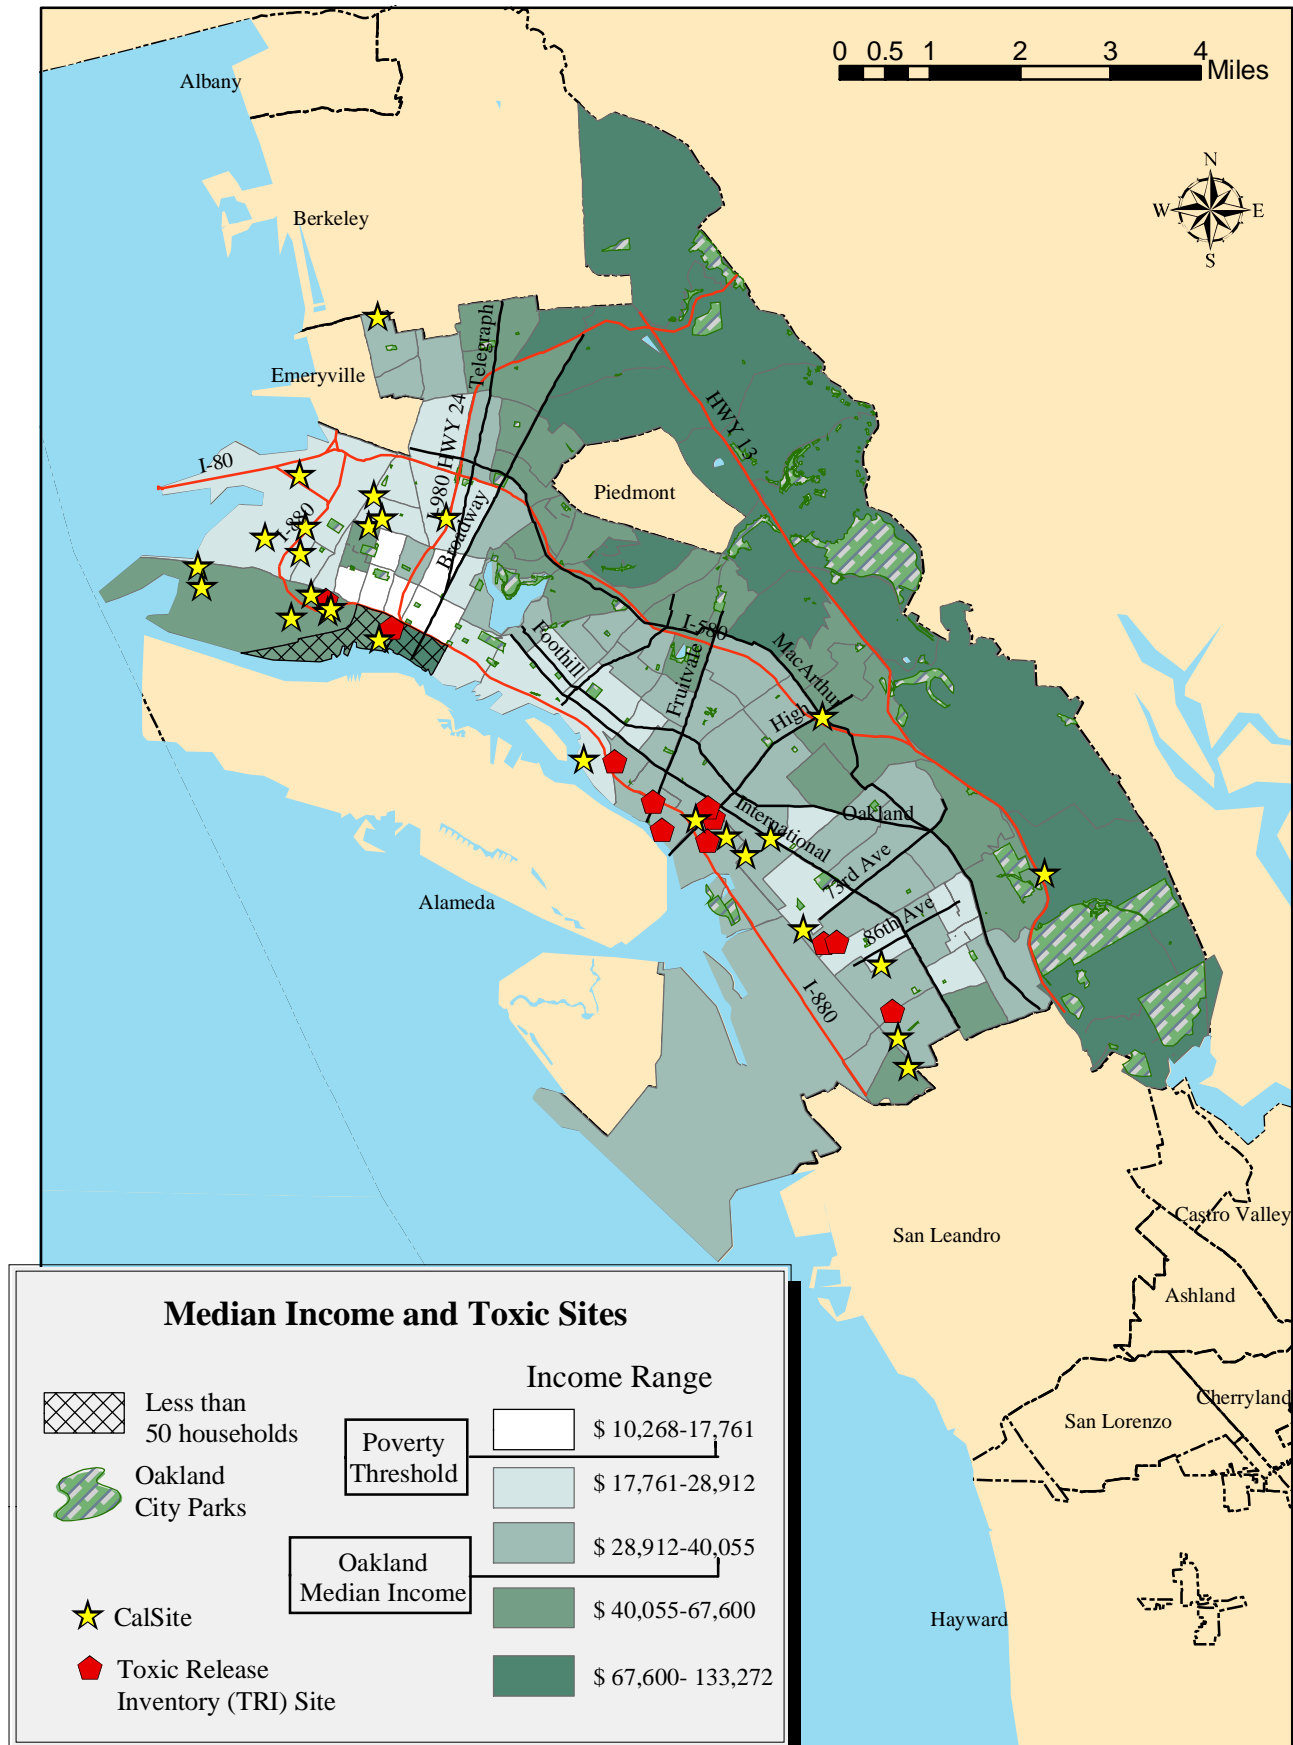 0 0.5 1 2 3 4
Miles
Albany
N
W E
S
Berkeley
Telegraph
Emeryville
HWY 24
HWY 13
I-80
I-980
Piedmont
Broadway
I-880
I-580
Foothill
MacArthur
Fruitvale
High
International
Oakland
73rd Ave
Alameda
86th Ave
I-880
Castro Valley
San Leandro
Ashland
Cherryland
San Lorenzo
Hayward
Median Income and Toxic Sites
Income Range
Less than
50 households
Poverty
Threshold
$ 10,268-17,761
Oakland
City Parks
$ 17,761-28,912
$ 28,912-40,055
Oakland
Median Income
$ 40,055-67,600
CalSite
Toxic Release
Inventory (TRI) Site
$ 67,600- 133,272